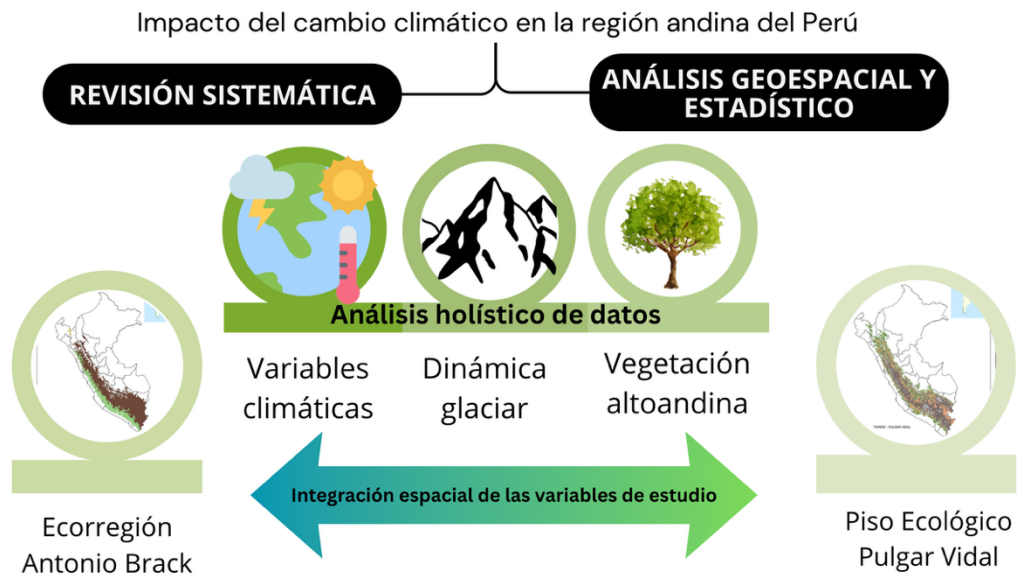 Impacto del cambio climático en la región andina del Perú
REVISIÓN SISTEMÁTICA
ANÁLISIS GEOESPACIAL Y
ESTADÍSTICO
Análisis holístico de datos
Variables
climáticas
Dinámica
glaciar
Vegetación
altoandina
Integración espacial de las variables de estudio
Ecorregión
Antonio Brack
Piso Ecológico
Pulgar Vidal